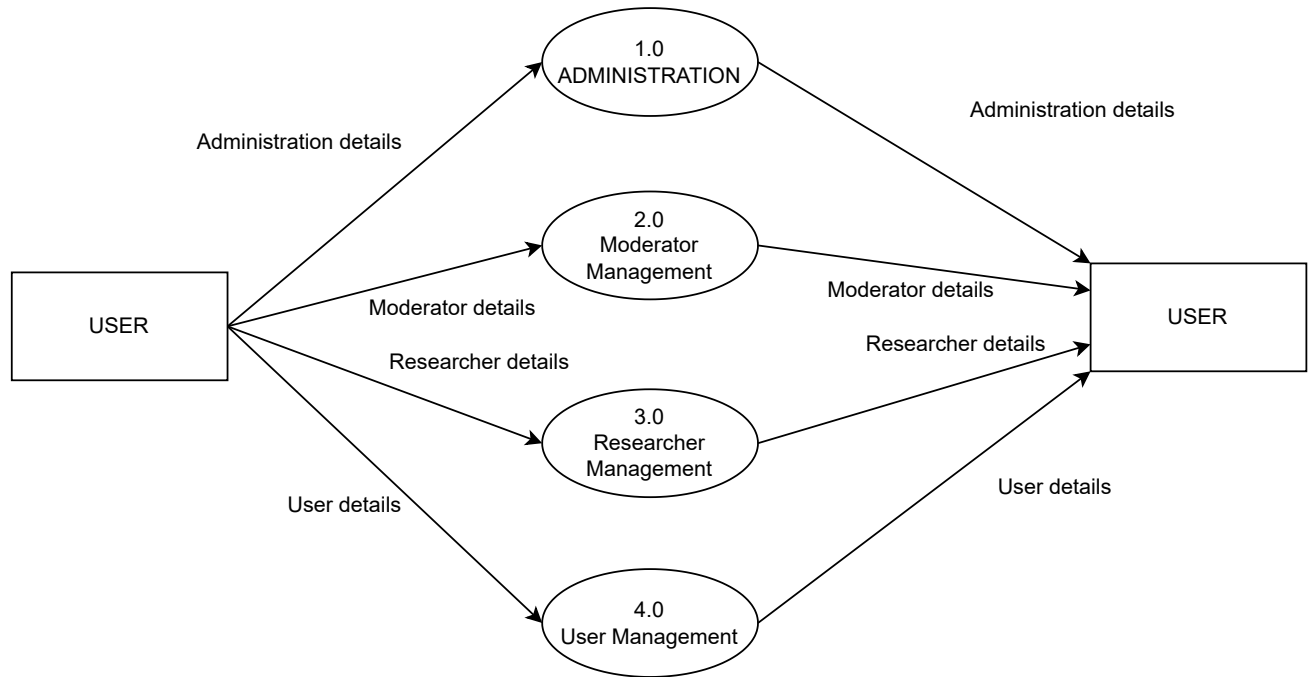 1.0
ADMINISTRATION
Administration details
Administration details
2.0
Moderator
Management
Moderator details
Moderator details
USER
USER
Researcher details
Researcher details
3.0
Researcher
Management
User details
User details
4.0
User Management